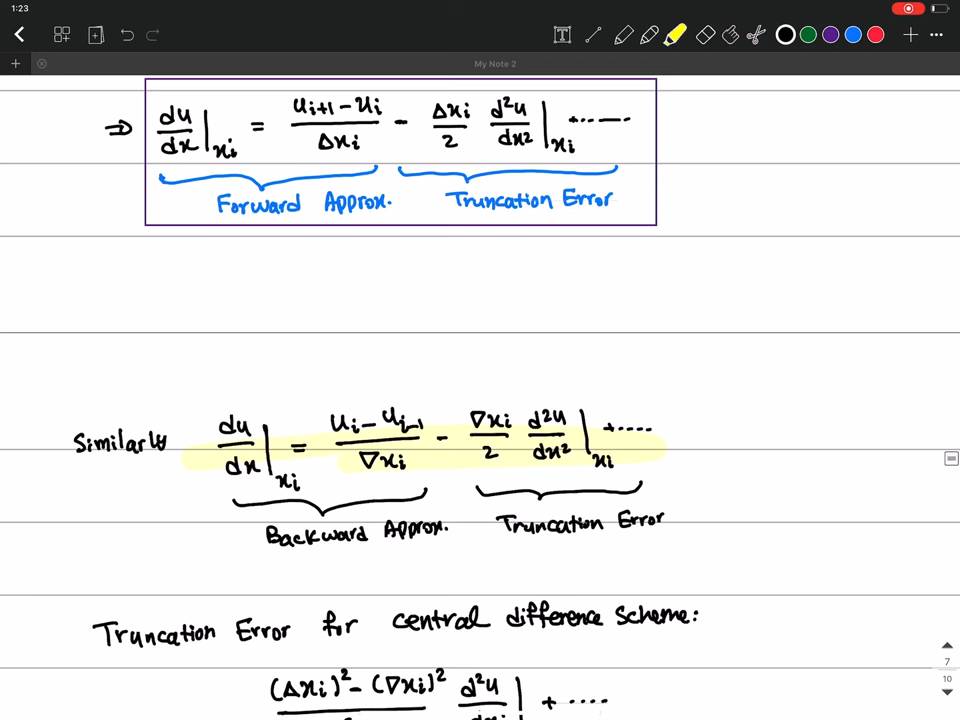 1:23
My Note 2
⇒ du/dx|xi = (ui+1 - ui)/Δxi - Δxi/2 d²u/dx²|xi + ......
Forward Approx. Truncation Error
Similarly du/dx|xi = (ui - ui-1)/∇xi - ∇xi/2 d²u/dx²|xi + ....
Backward Approx. Truncation Error
Truncation Error for central difference scheme:
(Δxi)² - (∇xi)² d²u + ....
7
10